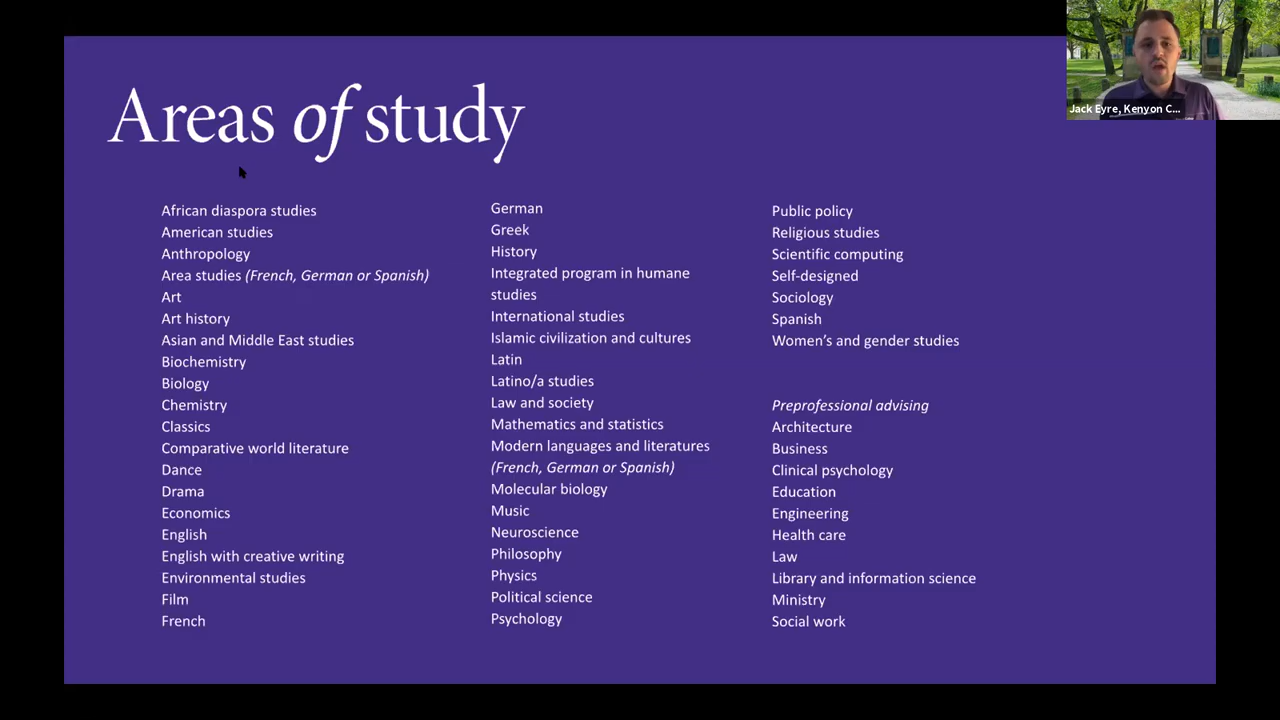 Areas of study
African diaspora studies
American studies
Anthropology
Area studies (French, German or Spanish)
Art
Art history
Asian and Middle East studies
Biochemistry
Biology
Chemistry
Classics
Comparative world literature
Dance
Drama
Economics
English
English with creative writing
Environmental studies
Film
French
German
Greek
History
Integrated program in humane
studies
International studies
Islamic civilization and cultures
Latin
Latino/a studies
Law and society
Mathematics and statistics
Modern languages and literatures
(French, German or Spanish)
Molecular biology
Music
Neuroscience
Philosophy
Physics
Political science
Psychology
Public policy
Religious studies
Scientific computing
Self-designed
Sociology
Spanish
Women’s and gender studies
Preprofessional advising
Architecture
Business
Clinical psychology
Education
Engineering
Health care
Law
Library and information science
Ministry
Social work
Jack Eyre, Kenyon C...